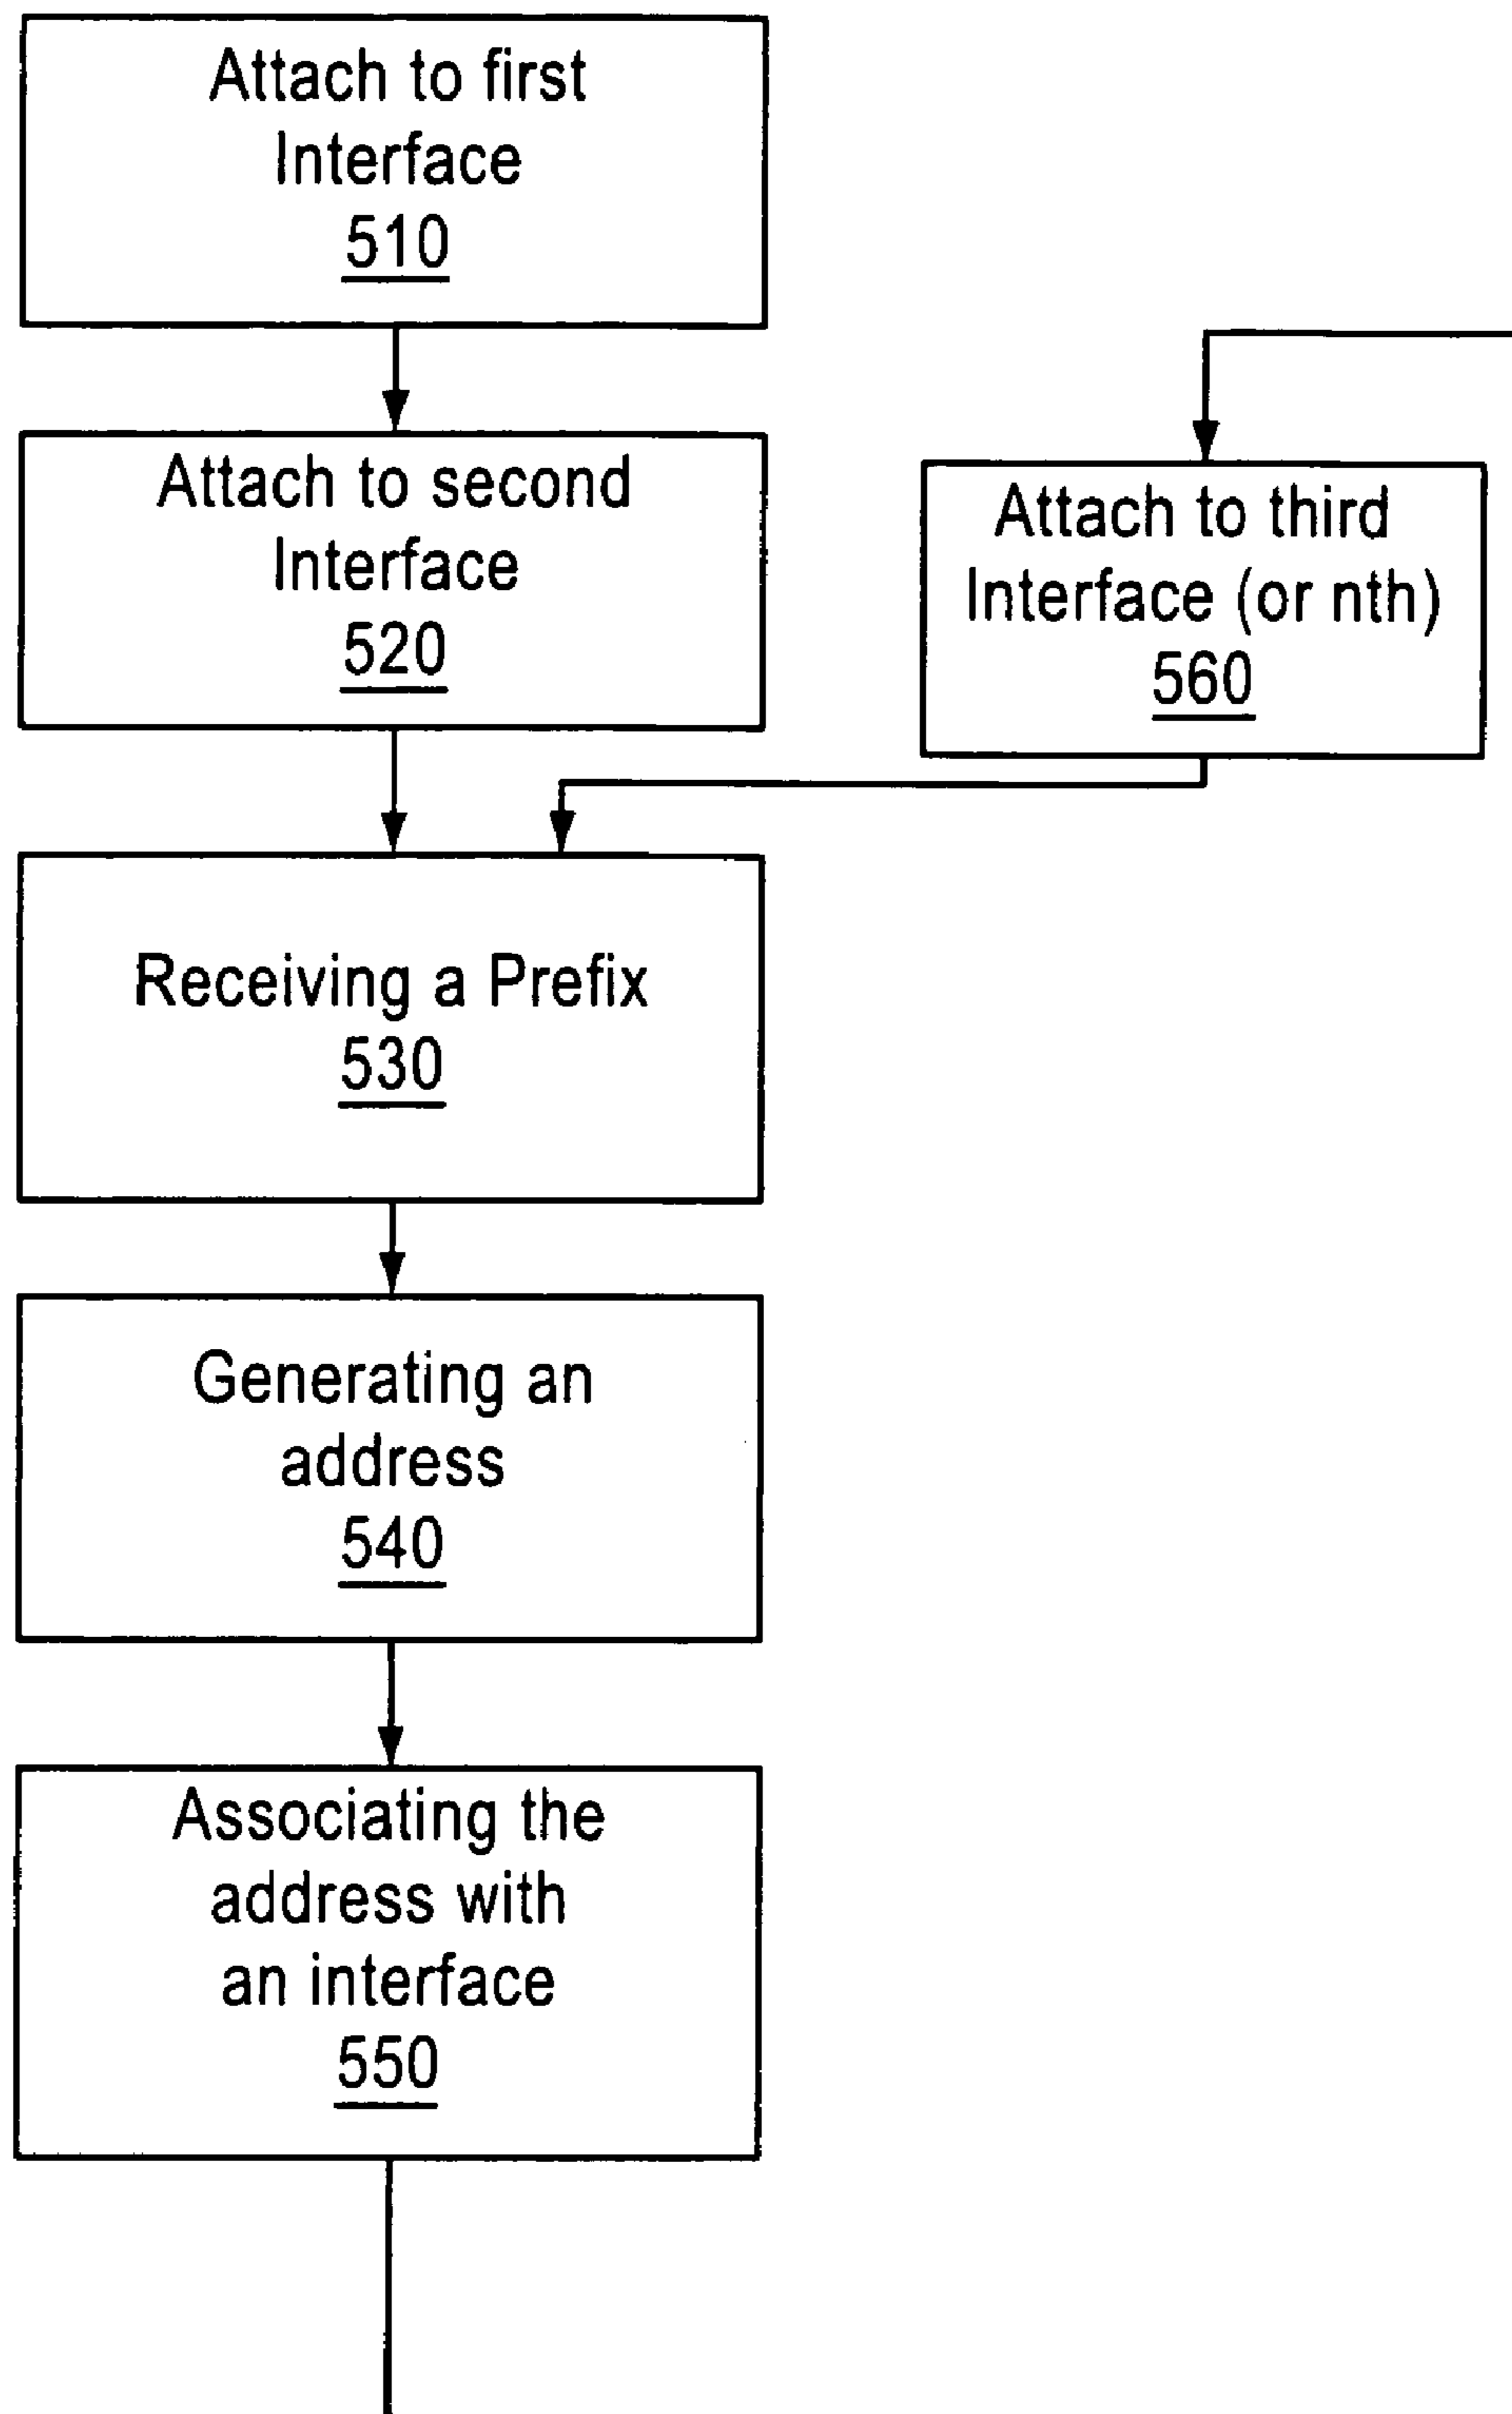 Attach to first
Interface
510
Attach to second
Interface
520
Attach to third
Interface (or nth)
560
Receiving a Prefix
530
Generating an
address
540
Associating the
address with
an interface
550